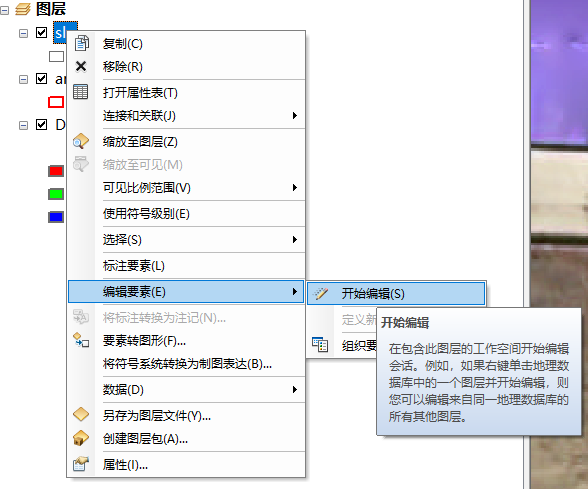 图层
复制(C)
移除(R)
打开属性表(T)
连接和关联(J)
缩放至图层(Z)
缩放至可见(M)
可见比例范围(V)
使用符号级别(E)
选择(S)
标注要素(L)
编辑要素(E)
开始编辑(S)
将标注转换为注记(N)...
定义新
要素转图形(F)...
组织要
将符号系统转换为制图表达(B)...
数据(D)
另存为图层文件(Y)...
创建图层包(A)...
属性(I)...
开始编辑
在包含此图层的工作空间开始编辑
会话。例如，如果右键单击地理数
据库中的一个图层并开始编辑，则
您可以编辑来自同一地理数据库的
所有其他图层。